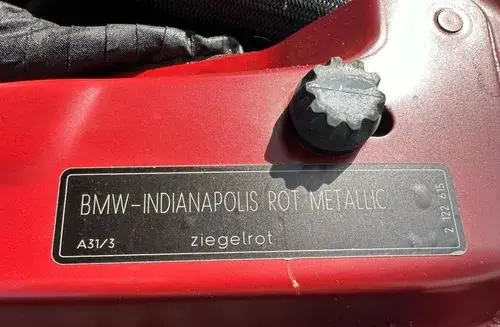 BMW-INDIANAPOLIS ROT METALLIC
A31/3
ziegelrot
2 122 615